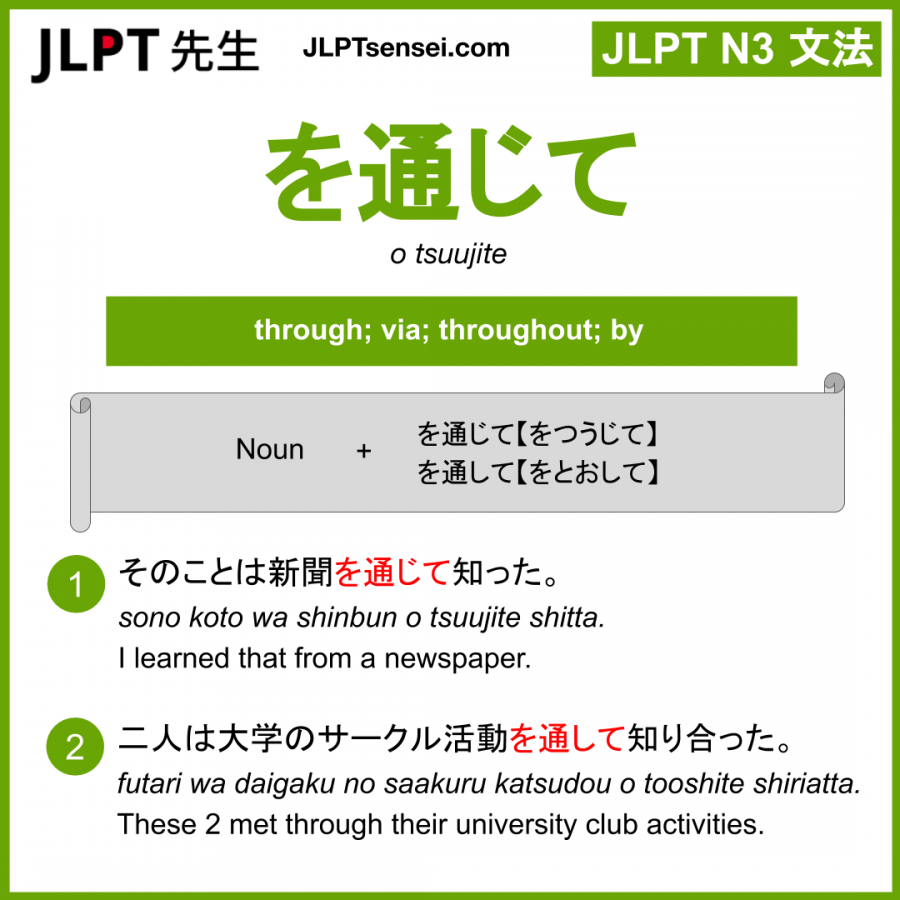 JLPT 先生
JLPTsensei.com
JLPT N3 文法
を通じて
o tsuujite
through; via; throughout; by
Noun + を通じて【をつうじて】
を通して【をとおして】
1 そのことは新聞を通じて知った。
sono koto wa shinbun o tsuujite shitta.
I learned that from a newspaper.
2 二人は大学のサークル活動を通して知り合った。
futari wa daigaku no saakuru katsudou o tooshite shiriatta.
These 2 met through their university club activities.